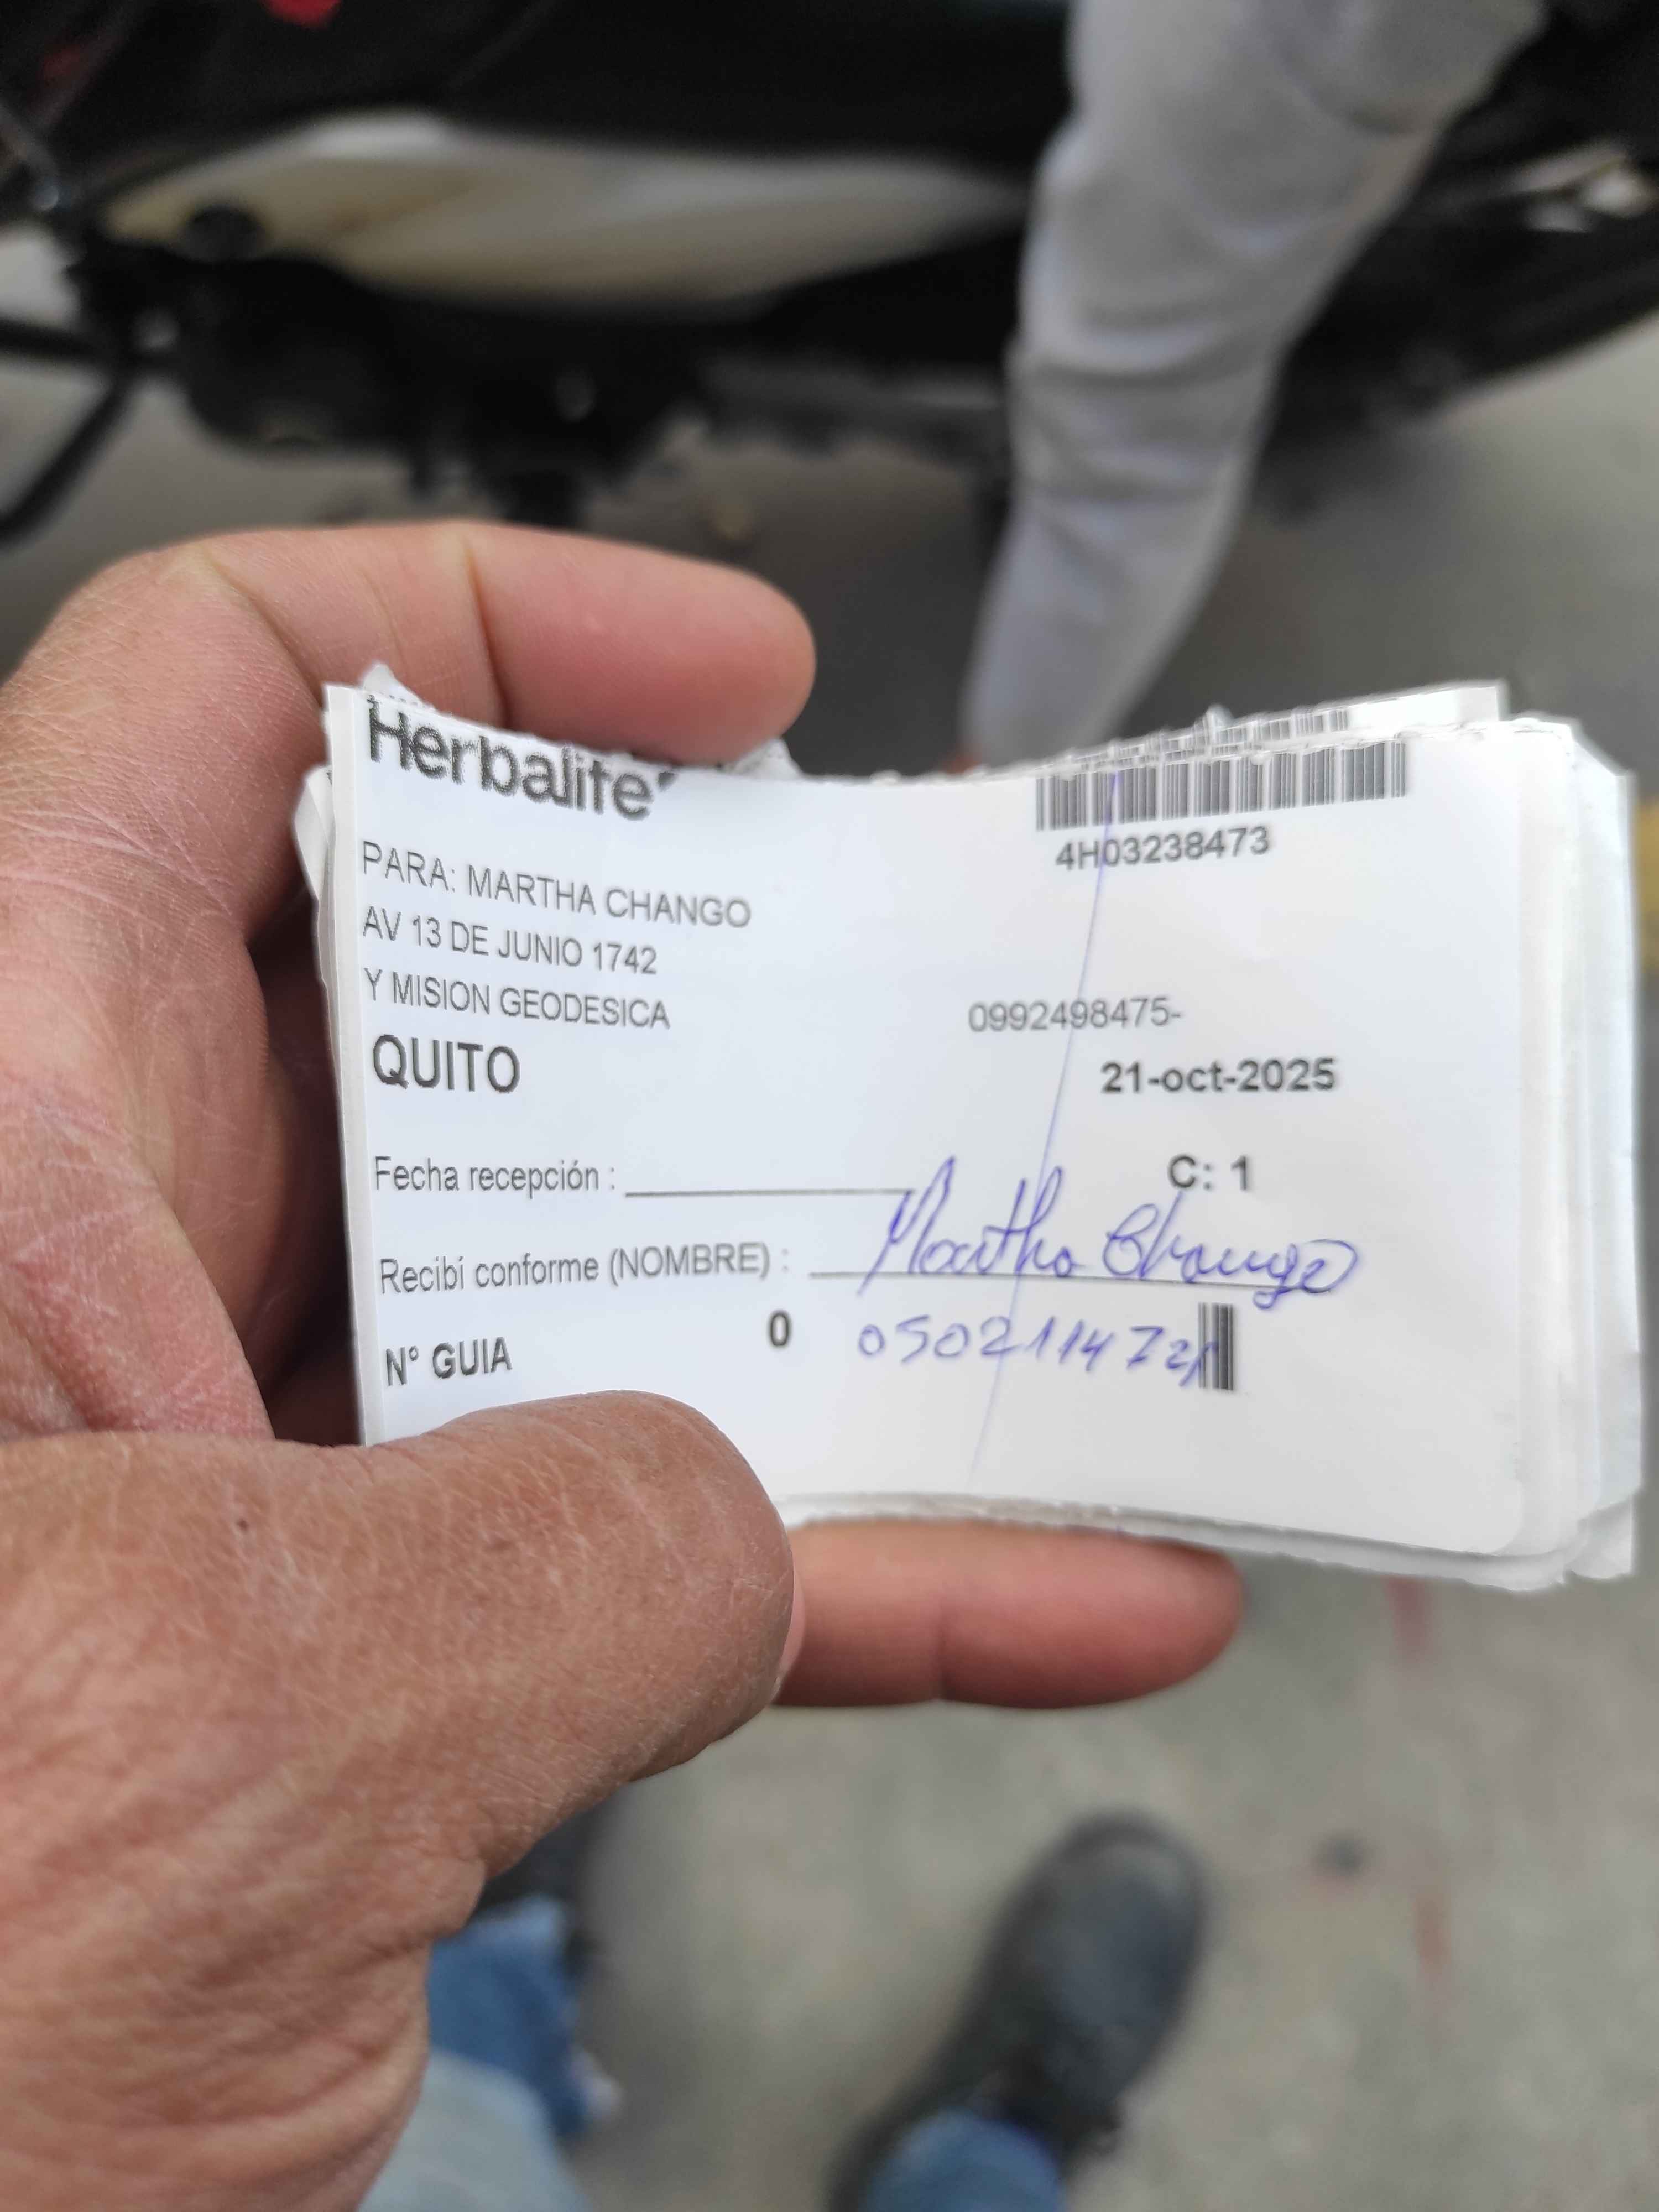 Herbalife
4H03238473
PARA: MARTHA CHANGO
AV 13 DE JUNIO 1742
Y MISION GEODESICA
0992498475-
QUITO
21-oct-2025
Fecha recepción :
C: 1
Recibí conforme (NOMBRE) : Martha Chango
N° GUIA 0